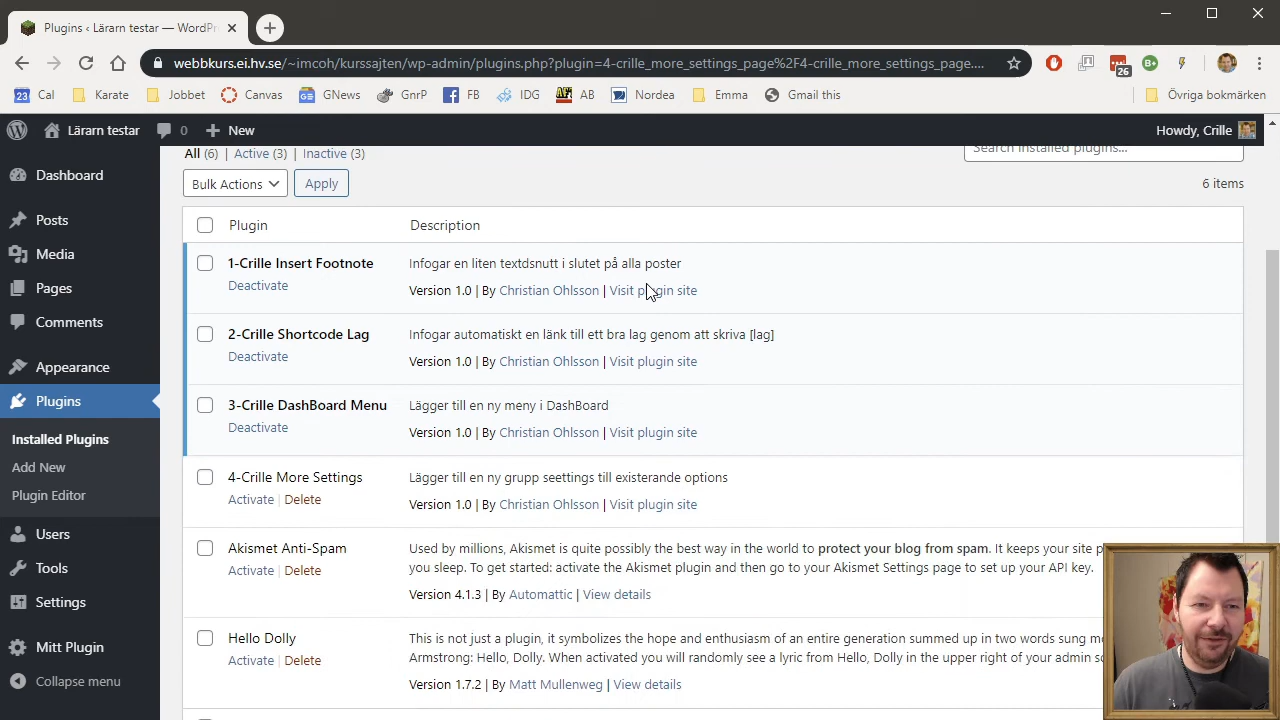 Plugins ‹ Lärarn testar — WordPr
webbkurs.ei.hv.se/~imcoh/kurssajten/wp-admin/plugins.php?plugin=4-crille_more_settings_page%2F4-crille_more_settings_page....
26
23 Cal Karate Jobbet Canvas GNews GnrP FB IDG AB Nordea Emma Gmail this Övriga bokmärken
Lärarn testar 0 New Howdy, Crille
Dashboard
Posts
Media
Pages
Comments
Appearance
Plugins
Installed Plugins
Add New
Plugin Editor
Users
Tools
Settings
Mitt Plugin
Collapse menu
All (6) | Active (3) | Inactive (3)
Search installed plugins...
Bulk Actions Apply 6 items
Plugin Description
1-Crille Insert Footnote Infogar en liten textdsnutt i slutet på alla poster
Deactivate Version 1.0 | By Christian Ohlsson | Visit plugin site
2-Crille Shortcode Lag Infogar automatiskt en länk till ett bra lag genom att skriva [lag]
Deactivate Version 1.0 | By Christian Ohlsson | Visit plugin site
3-Crille DashBoard Menu Lägger till en ny meny i DashBoard
Deactivate Version 1.0 | By Christian Ohlsson | Visit plugin site
4-Crille More Settings Lägger till en ny grupp seettings till existerande options
Activate | Delete Version 1.0 | By Christian Ohlsson | Visit plugin site
Akismet Anti-Spam Used by millions, Akismet is quite possibly the best way in the world to protect your blog from spam. It keeps your site p
Activate | Delete you sleep. To get started: activate the Akismet plugin and then go to your Akismet Settings page to set up your API key.
Version 4.1.3 | By Automattic | View details
Hello Dolly This is not just a plugin, it symbolizes the hope and enthusiasm of an entire generation summed up in two words sung m
Activate | Delete Armstrong: Hello, Dolly. When activated you will randomly see a lyric from Hello, Dolly in the upper right of your admin sc
Version 1.7.2 | By Matt Mullenweg | View details